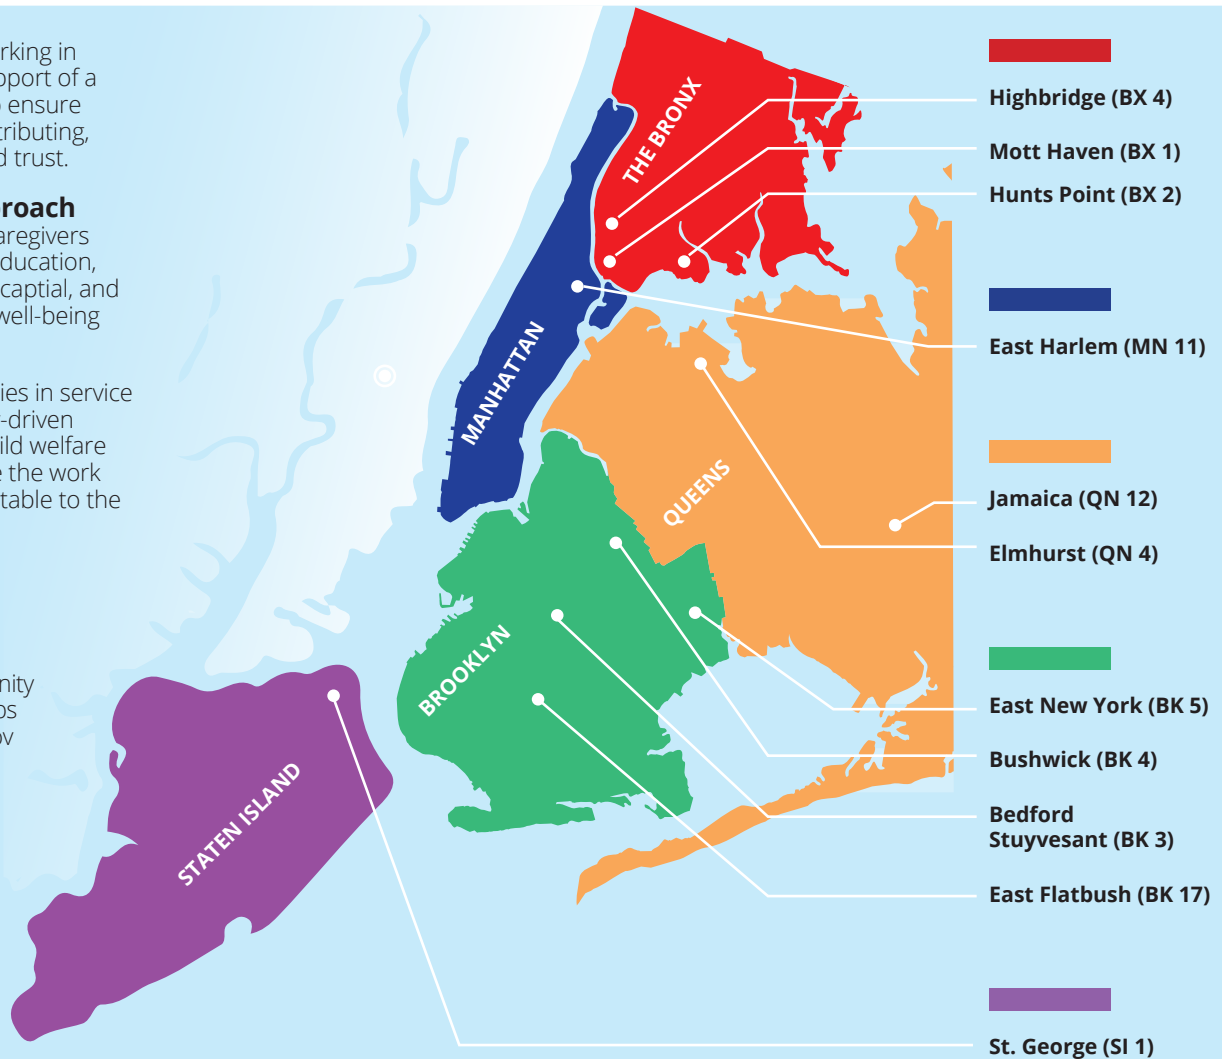 rking in
pport of a
o ensure
tributing,
d trust.
roach
aregivers
ducation,
captial, and
well-being
ies in service
-driven
ild welfare
e the work
table to the
nity
os
ov
THE BRONX
MANHATTAN
QUEENS
BROOKLYN
STATEN ISLAND
Highbridge (BX 4)
Mott Haven (BX 1)
Hunts Point (BX 2)
East Harlem (MN 11)
Jamaica (QN 12)
Elmhurst (QN 4)
East New York (BK 5)
Bushwick (BK 4)
Bedford
Stuyvesant (BK 3)
East Flatbush (BK 17)
St. George (SI 1)